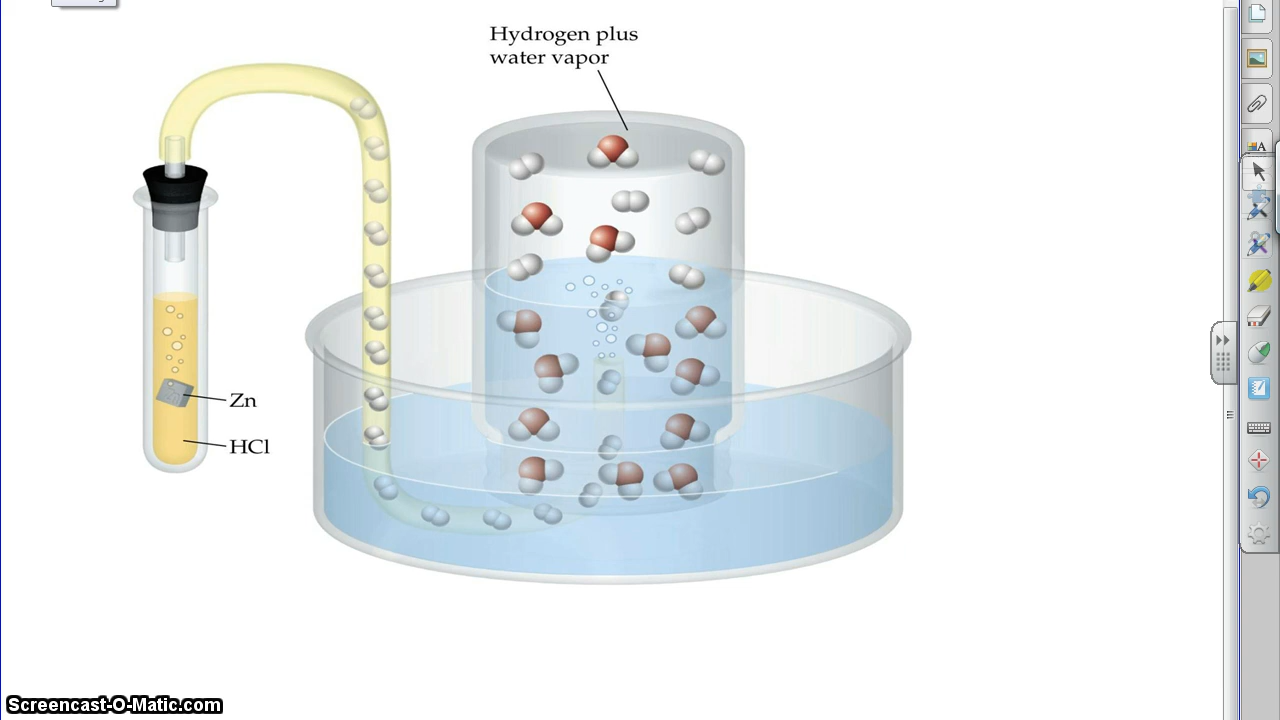 Hydrogen plus
water vapor
Zn
HCl
A
Screencast-O-Matic.com